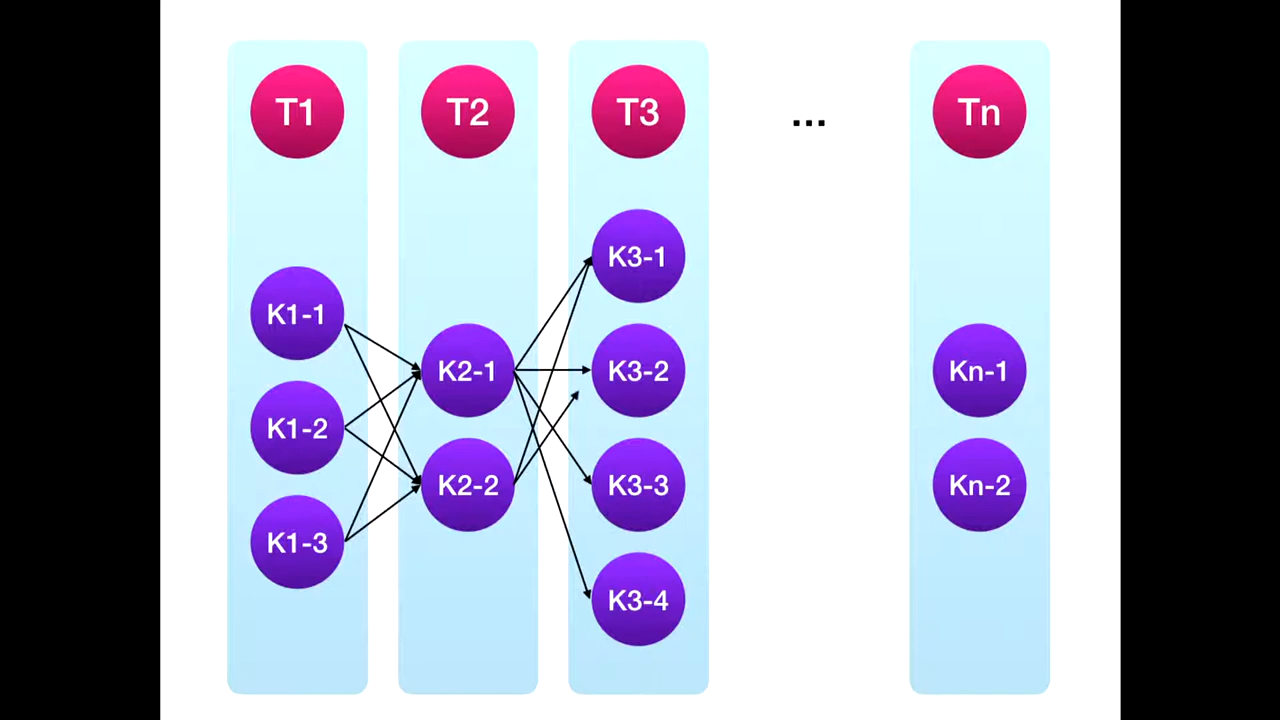 T1
T2
T3
...
Tn
K1-1
K1-2
K1-3
K2-1
K2-2
K3-1
K3-2
K3-3
K3-4
Kn-1
Kn-2